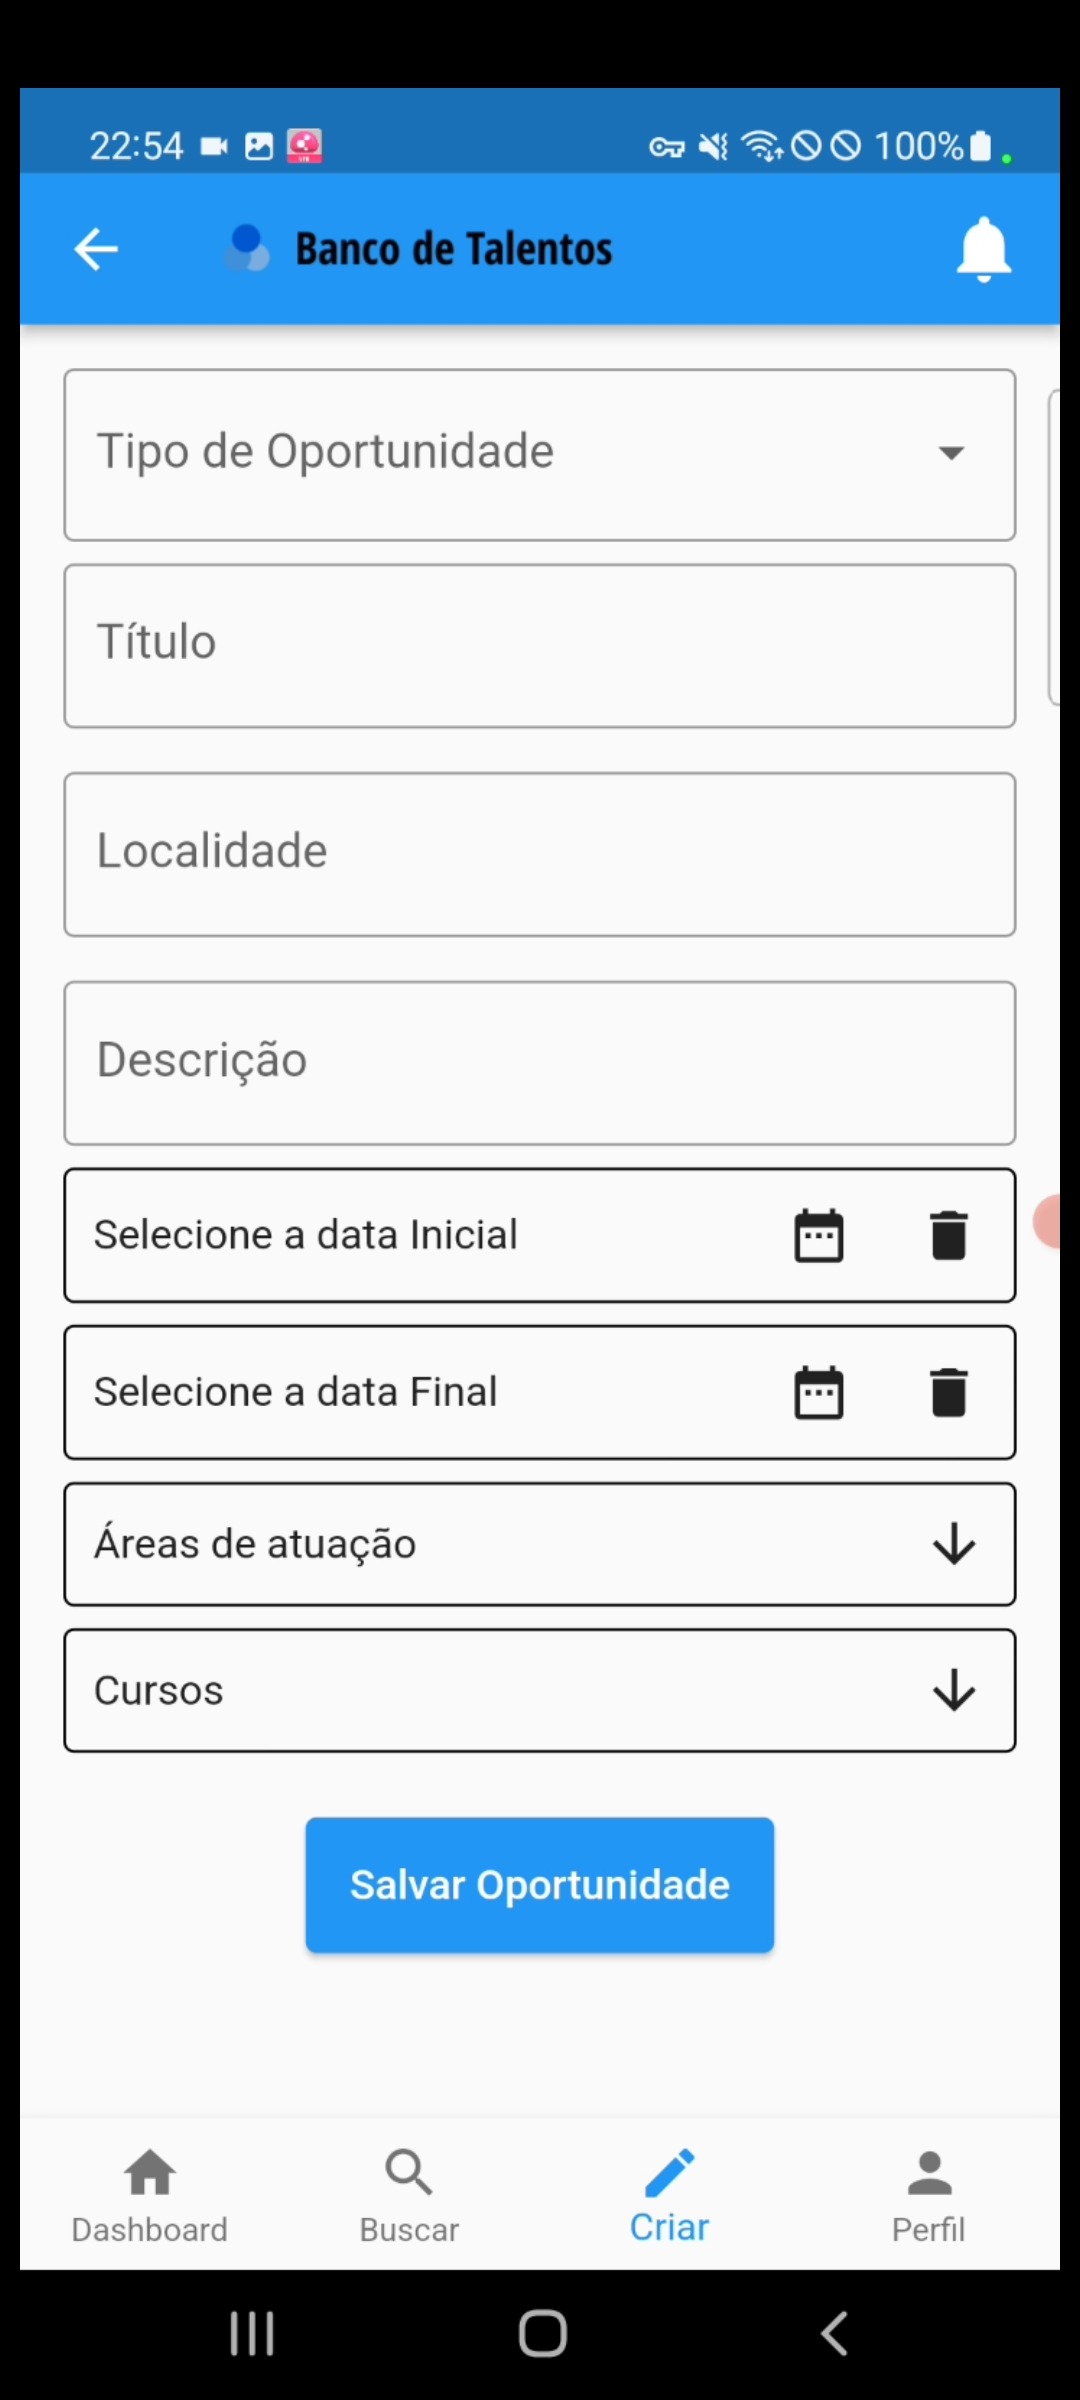 22:54
100%
Banco de Talentos
Tipo de Oportunidade
Título
Localidade
Descrição
Selecione a data Inicial
Selecione a data Final
Áreas de atuação
Cursos
Salvar Oportunidade
Dashboard
Buscar
Criar
Perfil